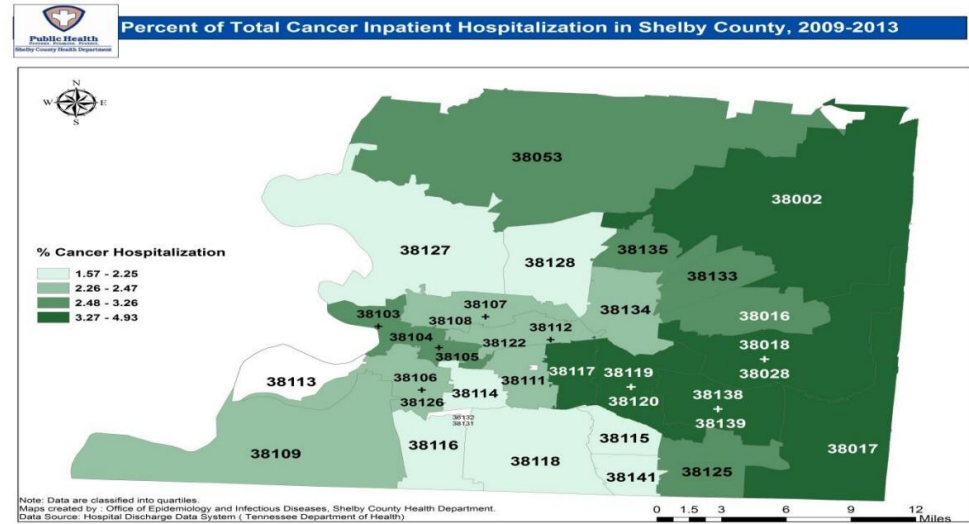 Public Health
Prevent. Promote. Protect.
Shelby County Health Department
Percent of Total Cancer Inpatient Hospitalization in Shelby County, 2009-2013
N
W E
S
38053
38002
% Cancer Hospitalization
1.57 - 2.25
2.26 - 2.47
2.48 - 3.26
3.27 - 4.93
38127
38128
38135
38133
38134
38016
38103
38107
38108
38104
38105
38112
38122
38018
38028
38113
38106
38126
38114
38111
38117
38119
38120
38138
38139
38132
38131
38109
38116
38118
38115
38141
38125
38017
Note: Data are classified into quartiles.
Maps created by : Office of Epidemiology and Infectious Diseases, Shelby County Health Department.
Data Source: Hospital Discharge Data System ( Tennessee Department of Health)
0 1.5 3 6 9 12
Miles